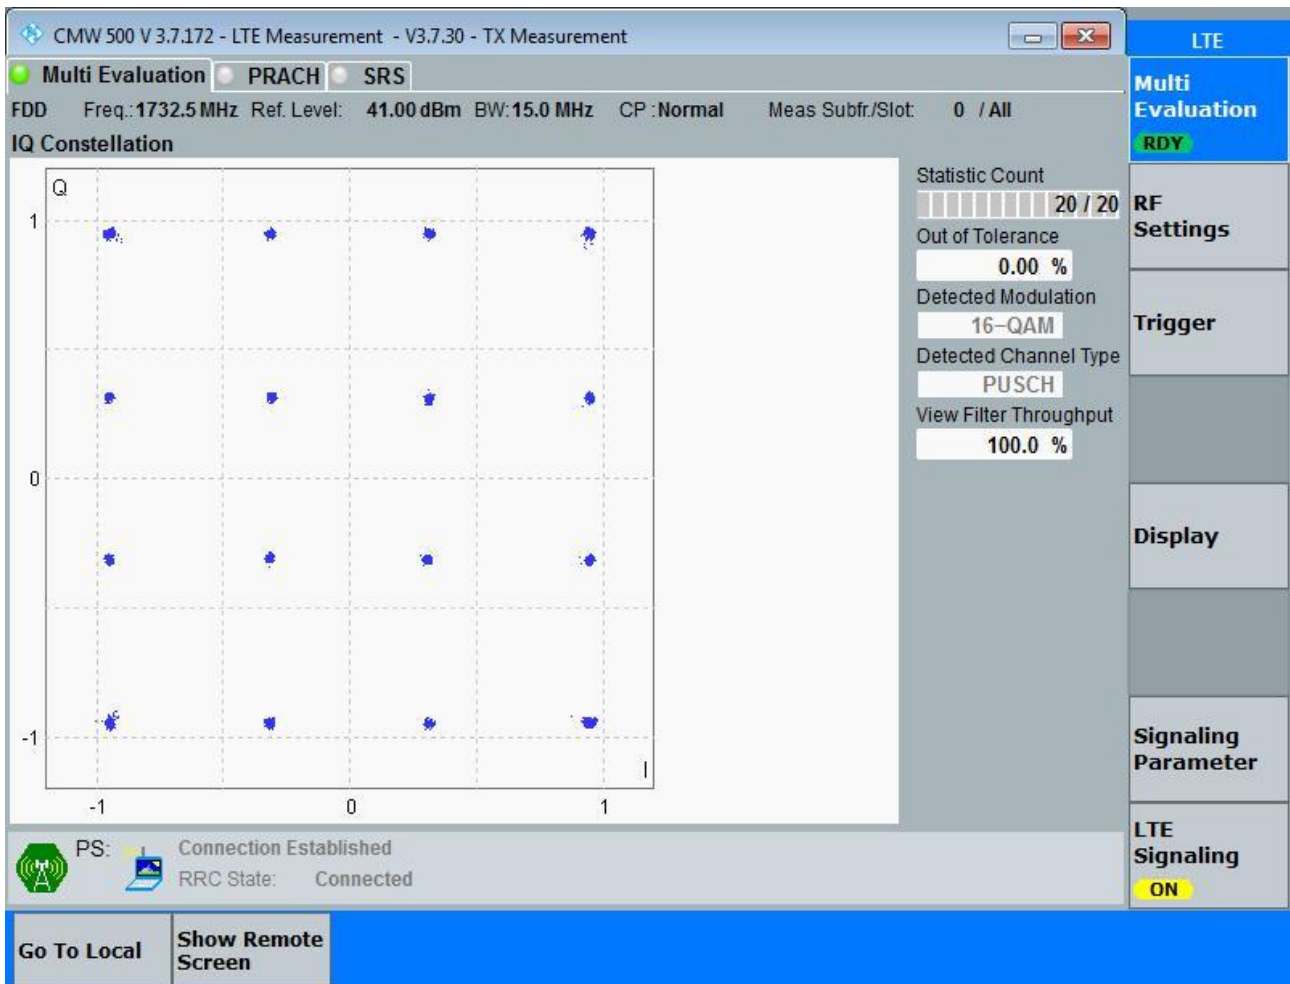 CMW 500 V 3.7.172 - LTE Measurement - V3.7.30 - TX Measurement
LTE
Multi Evaluation PRACH SRS
FDD Freq.:1732.5 MHz Ref. Level: 41.00 dBm BW:15.0 MHz CP :Normal Meas Subfr./Slot: 0 / All
IQ Constellation
Q
1
0
-1
-1 0 1
I
Statistic Count
20 / 20
Out of Tolerance
0.00 %
Detected Modulation
16-QAM
Detected Channel Type
PUSCH
View Filter Throughput
100.0 %
Multi
Evaluation
RDY
RF
Settings
Trigger
Display
Signaling
Parameter
LTE
Signaling
ON
PS: Connection Established
RRC State: Connected
Go To Local
Show Remote
Screen